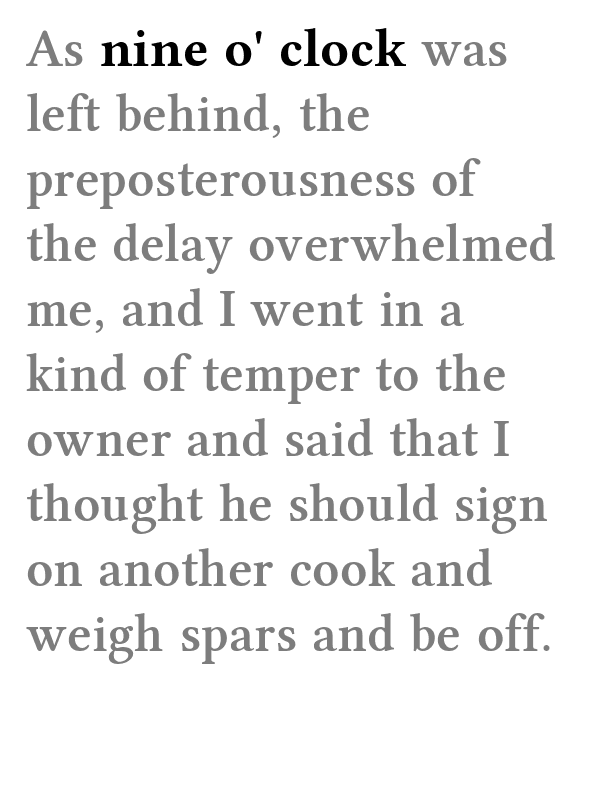 As nine o' clock was
left behind, the
preposterousness of
the delay overwhelmed
me, and I went in a
kind of temper to the
owner and said that I
thought he should sign
on another cook and
weigh spars and be off.